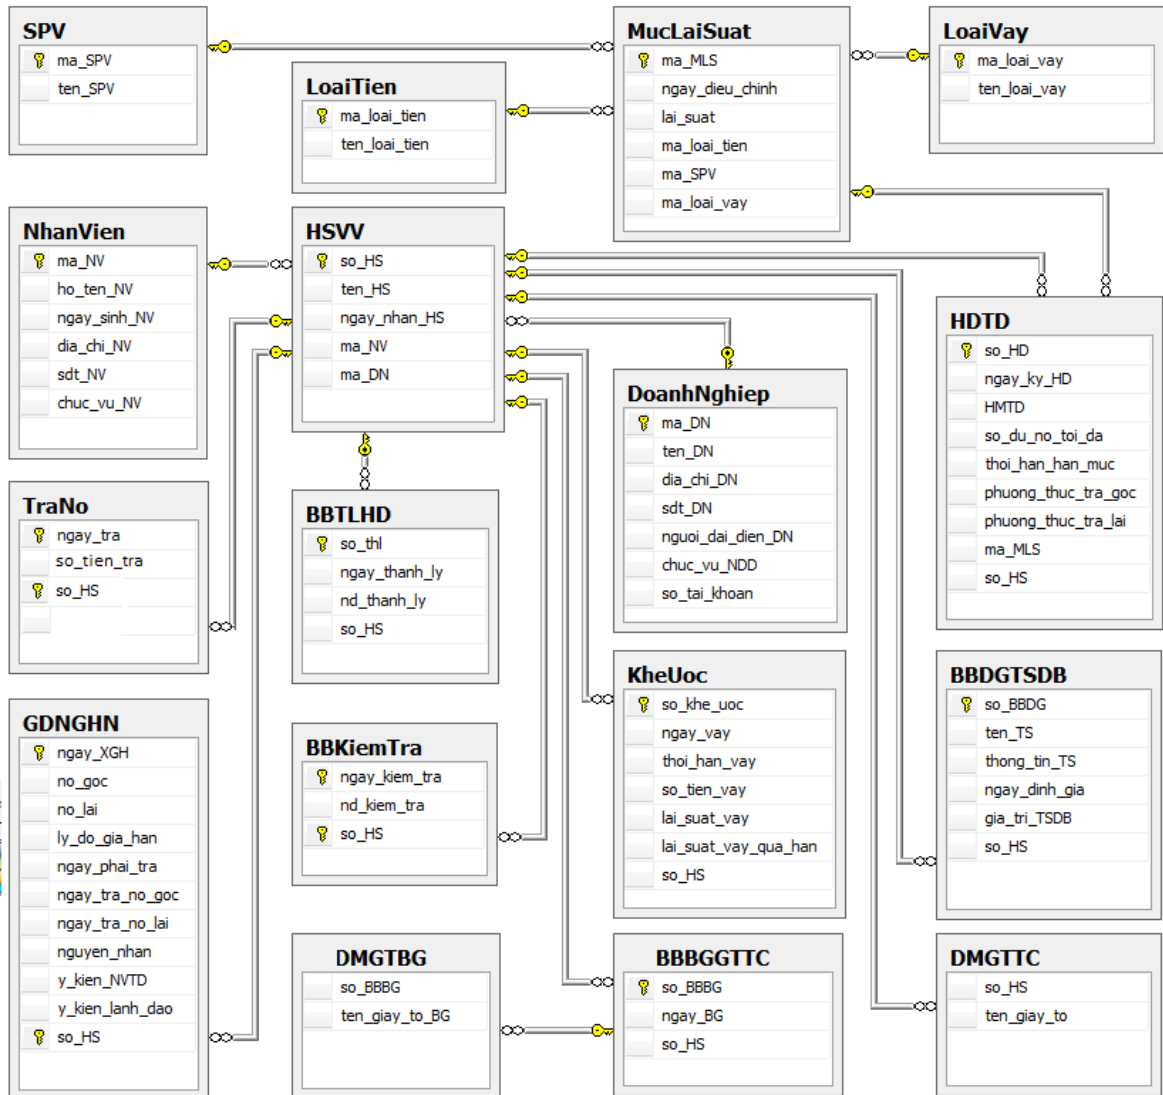 SPV
ma_SPV
ten_SPV
LoaiTien
ma_loai_tien
ten_loai_tien
MucLaiSuat
ma_MLS
ngay_dieu_chinh
lai_suat
ma_loai_tien
ma_SPV
ma_loai_vay
LoaiVay
ma_loai_vay
ten_loai_vay
NhanVien
ma_NV
ho_ten_NV
ngay_sinh_NV
dia_chi_NV
sdt_NV
chuc_vu_NV
HSVV
so_HS
ten_HS
ngay_nhan_HS
ma_NV
ma_DN
DoanhNghiep
ma_DN
ten_DN
dia_chi_DN
sdt_DN
nguoi_dai_dien_DN
chuc_vu_NDD
so_tai_khoan
HDTD
so_HD
ngay_ky_HD
HMTD
so_du_no_toi_da
thoi_han_han_muc
phuong_thuc_tra_goc
phuong_thuc_tra_lai
ma_MLS
so_HS
TraNo
ngay_tra
so_tien_tra
so_HS
BBTLHD
so_thl
ngay_thanh_ly
nd_thanh_ly
so_HS
KheUoc
so_khe_uoc
ngay_vay
thoi_han_vay
so_tien_vay
lai_suat_vay
lai_suat_vay_qua_han
so_HS
BBDGTSDB
so_BBDG
ten_TS
thong_tin_TS
ngay_dinh_gia
gia_tri_TSDB
so_HS
GDNGHN
ngay_XGH
no_goc
no_lai
ly_do_gia_han
ngay_phai_tra
ngay_tra_no_goc
ngay_tra_no_lai
nguyen_nhan
y_kien_NVTD
y_kien_lanh_dao
so_HS
BBKiemTra
ngay_kiem_tra
nd_kiem_tra
so_HS
DMGTBG
so_BBBG
ten_giay_to_BG
BBBGGTTC
so_BBBG
ngay_BG
so_HS
DMGTTC
so_HS
ten_giay_to